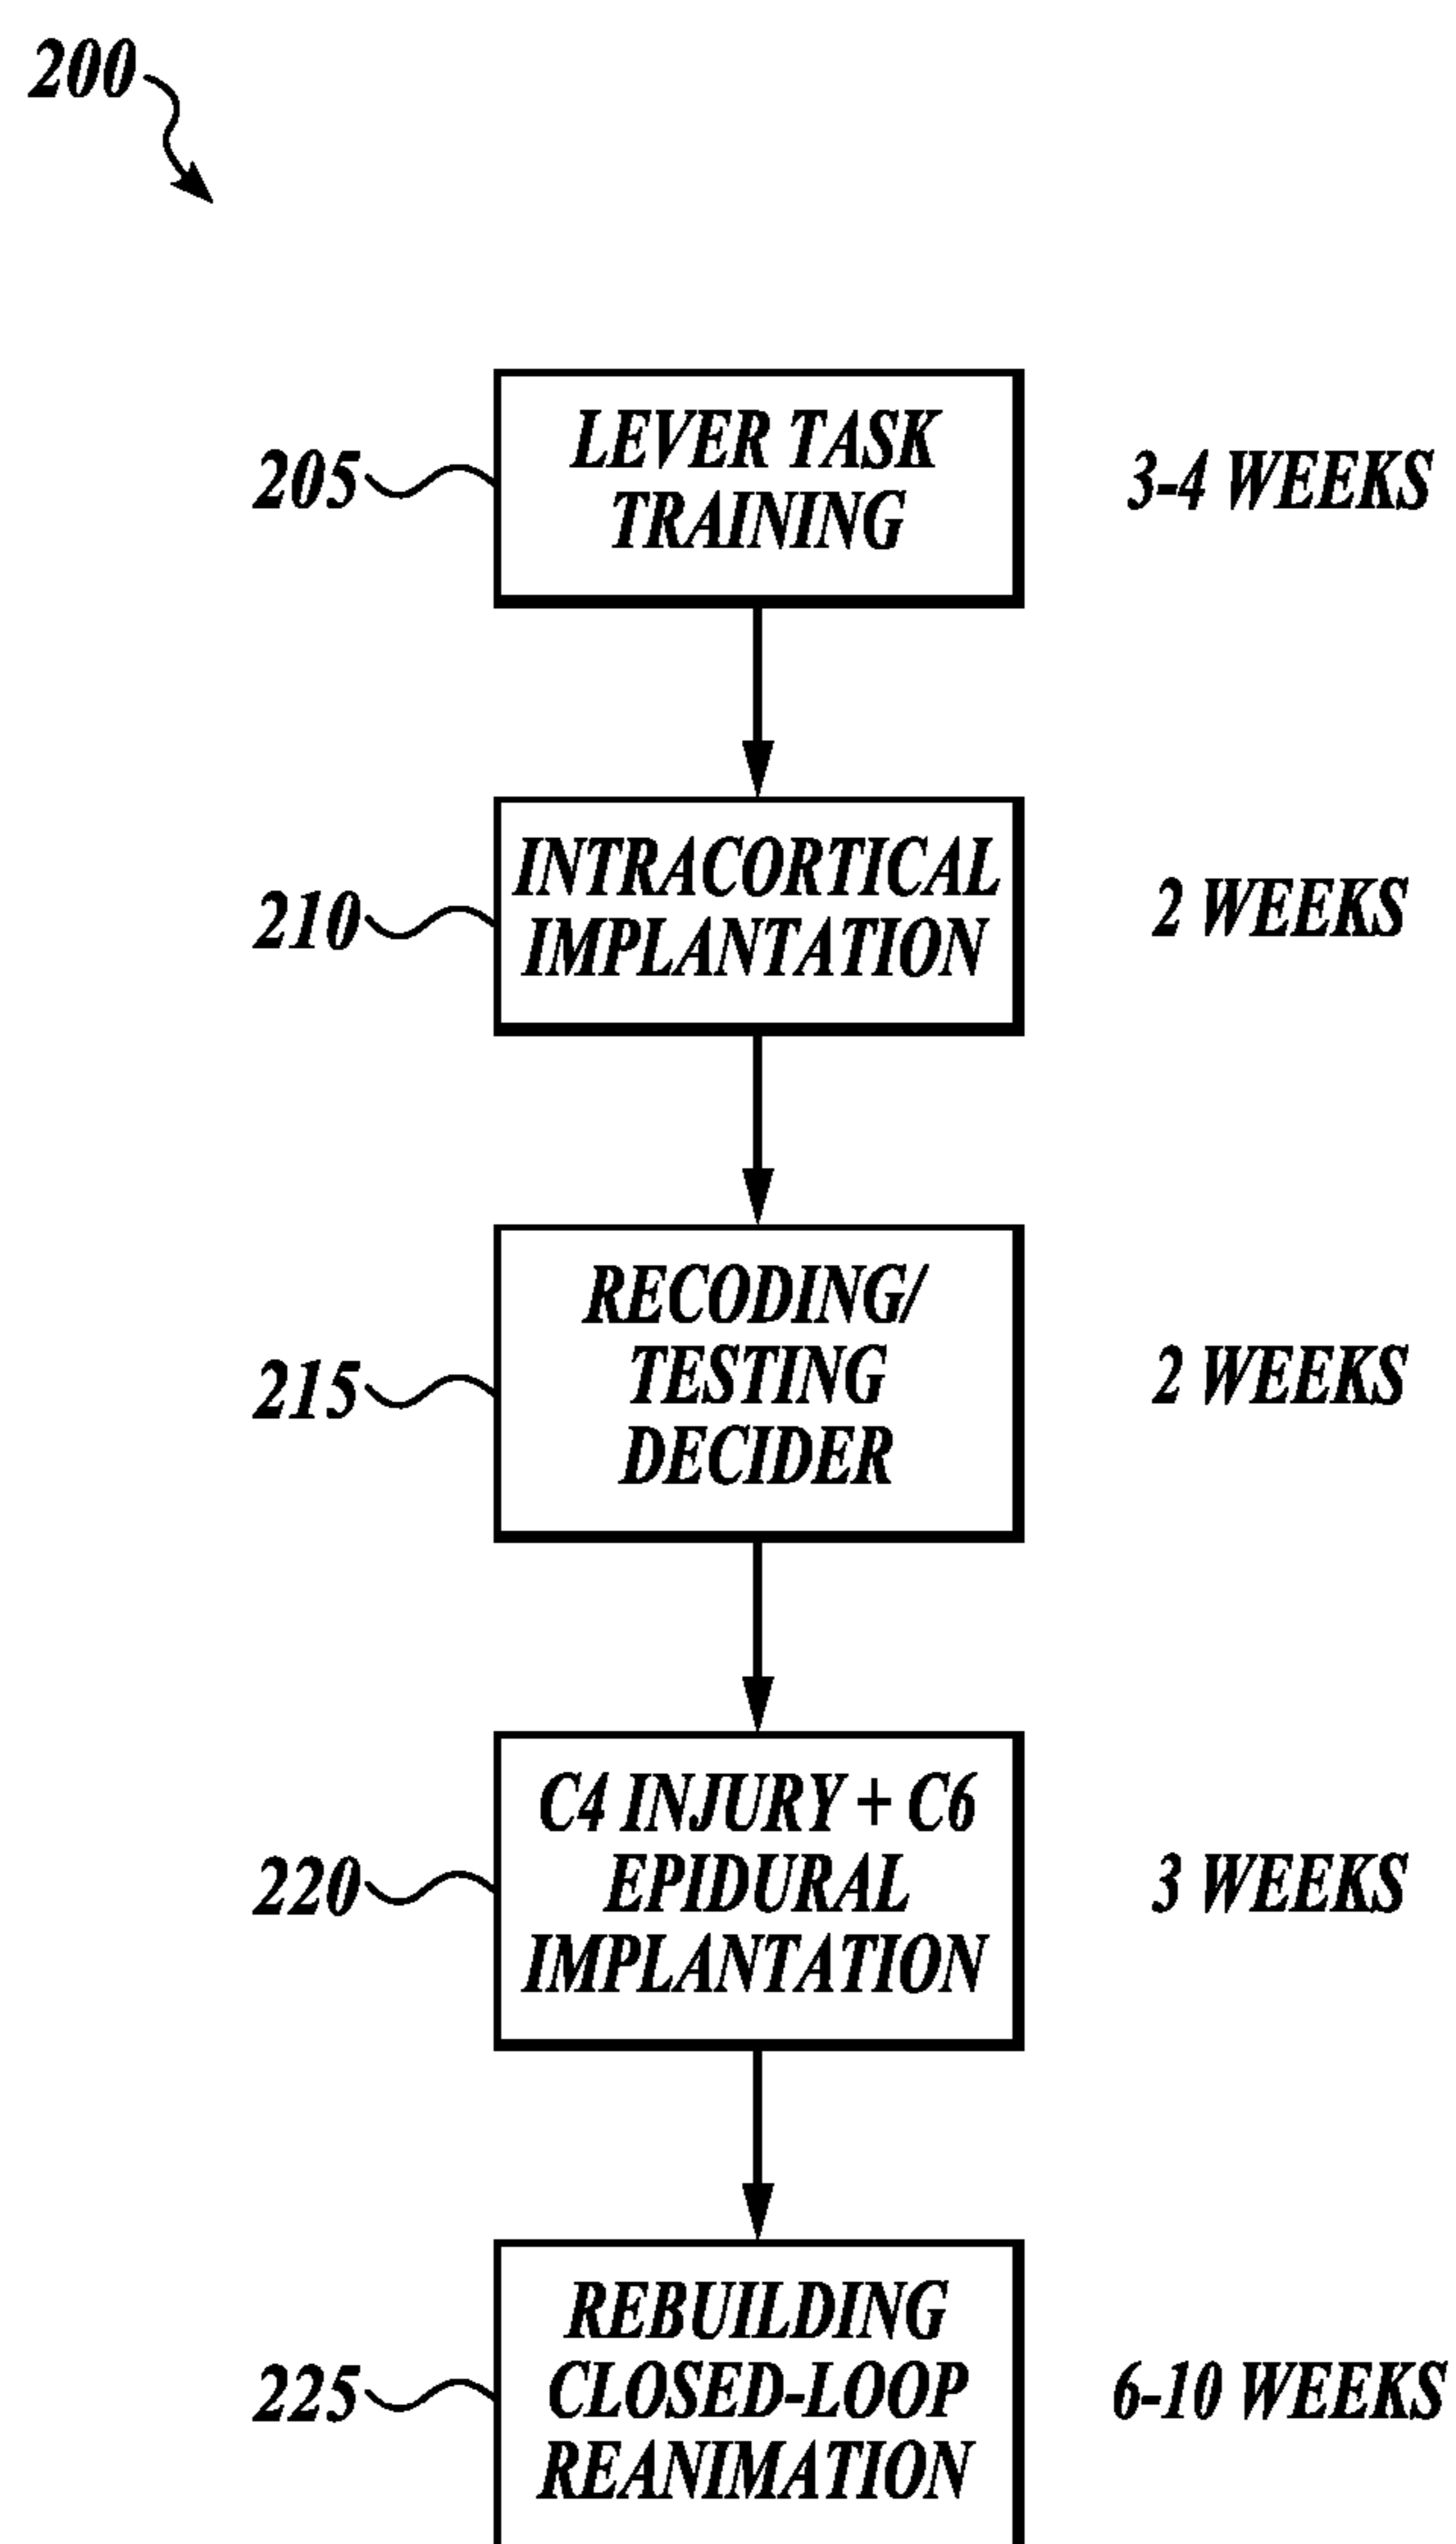 200
205
LEVER TASK
TRAINING
3-4 WEEKS
210
INTRACORTICAL
IMPLANTATION
2 WEEKS
215
RECODING/
TESTING
DECIDER
2 WEEKS
220
C4 INJURY + C6
EPIDURAL
IMPLANTATION
3 WEEKS
225
REBUILDING
CLOSED-LOOP
REANIMATION
6-10 WEEKS